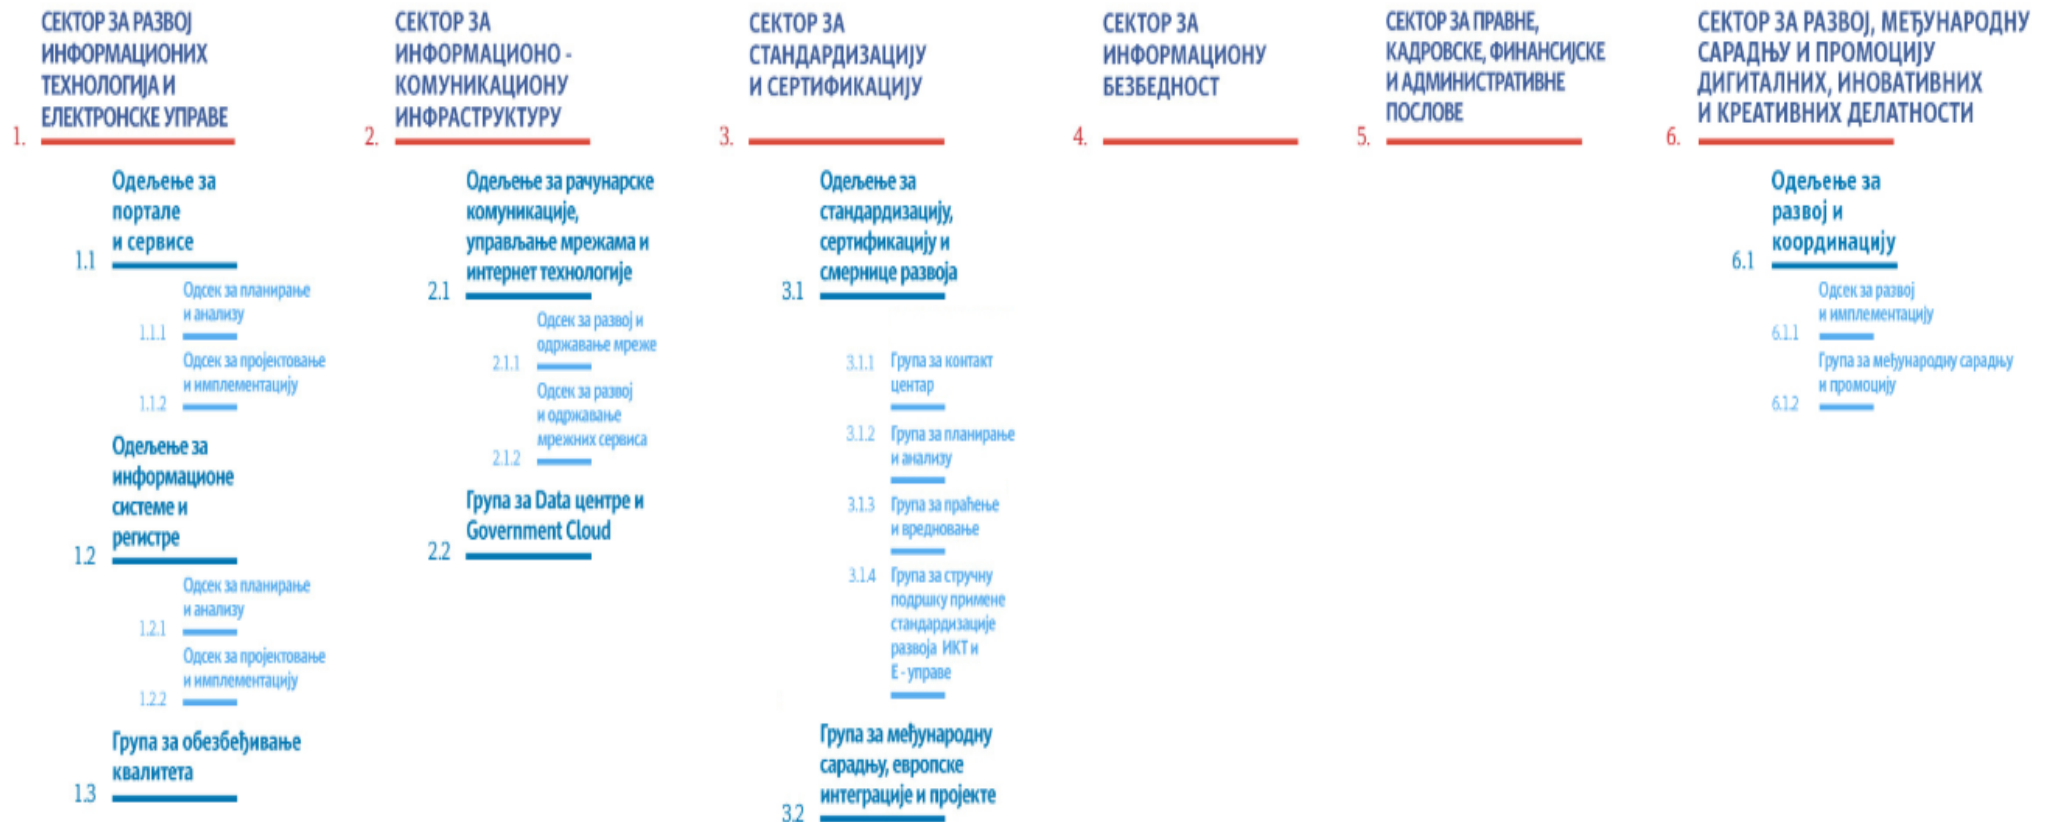 СЕКТОР ЗА РАЗВОЈ
ИНФОРМАЦИОНИХ
ТЕХНОЛОГИЈА И
ЕЛЕКТРОНСКЕ УПРАВЕ
1.
Одељење за
портале
и сервисе
1.1
Одсек за планирање
и анализу
1.1.1
Одсек за пројектовање
и имплементацију
1.1.2
Одељење за
информационе
системе и
регистре
1.2
Одсек за планирање
и анализу
1.2.1
Одсек за пројектовање
и имплементацију
1.2.2
Група за обезбеђивање
квалитета
1.3
СЕКТОР ЗА
ИНФОРМАЦИОНО -
КОМУНИКАЦИОНУ
ИНФРАСТРУКТУРУ
2.
Одељење за рачунарске
комуникације,
управљање мрежама и
интернет технологије
2.1
Одсек за развој и
одржавање мреже
2.1.1
Одсек за развој
и одржавање
мрежних сервиса
2.1.2
Група за Data центре и
Government Cloud
2.2
СЕКТОР ЗА
СТАНДАРДИЗАЦИЈУ
И СЕРТИФИКАЦИЈУ
3.
Одељење за
стандардизацију,
сертификацију и
смернице развоја
3.1
3.1.1 Група за контакт
центар
3.1.2 Група за планирање
и анализу
3.1.3 Група за праћење
и вредновање
3.1.4 Група за стручну
подршку примене
стандардизације
развоја ИКТ и
Е - управе
Група за међународну
сарадњу, европске
интеграције и пројекте
3.2
СЕКТОР ЗА
ИНФОРМАЦИОНУ
БЕЗБЕДНОСТ
4.
СЕКТОР ЗА ПРАВНЕ,
КАДРОВСКЕ, ФИНАНСИЈСКЕ
И АДМИНИСТРАТИВНЕ
ПОСЛОВЕ
5.
СЕКТОР ЗА РАЗВОЈ, МЕЂУНАРОДНУ
САРАДЊУ И ПРОМОЦИЈУ
ДИГИТАЛНИХ, ИНОВАТИВНИХ
И КРЕАТИВНИХ ДЕЛАТНОСТИ
6.
Одељење за
развој и
координацију
6.1
Одсек за развој
и имплементацију
6.1.1
Група за међународну сарадњу
и промоцију
6.1.2